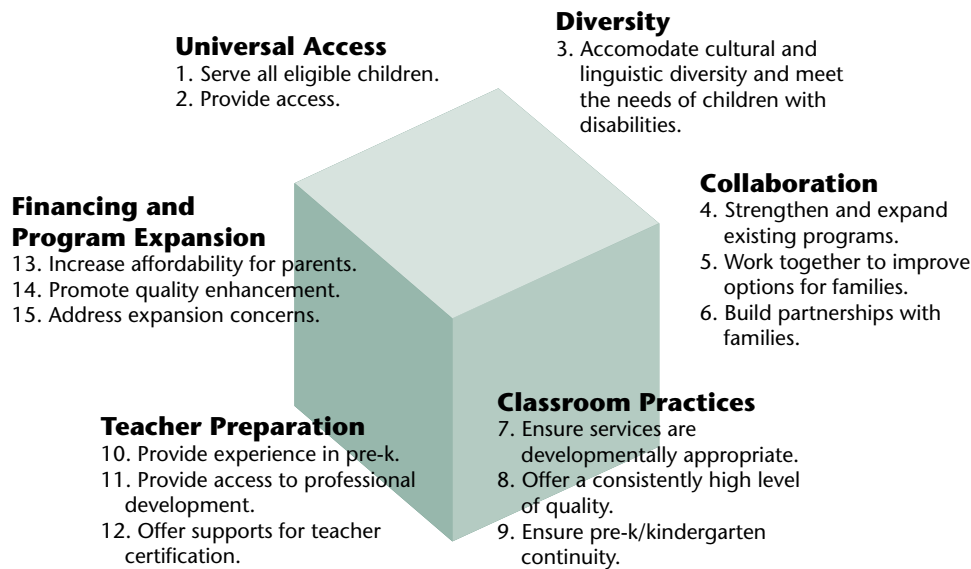 Universal Access
1. Serve all eligible children.
2. Provide access.
Diversity
3. Accomodate cultural and
linguistic diversity and meet
the needs of children with
disabilities.
Collaboration
4. Strengthen and expand
existing programs.
5. Work together to improve
options for families.
6. Build partnerships with
families.
Classroom Practices
7. Ensure services are
developmentally appropriate.
8. Offer a consistently high level
of quality.
9. Ensure pre-k/kindergarten
continuity.
Teacher Preparation
10. Provide experience in pre-k.
11. Provide access to professional
development.
12. Offer supports for teacher
certification.
Financing and
Program Expansion
13. Increase affordability for parents.
14. Promote quality enhancement.
15. Address expansion concerns.